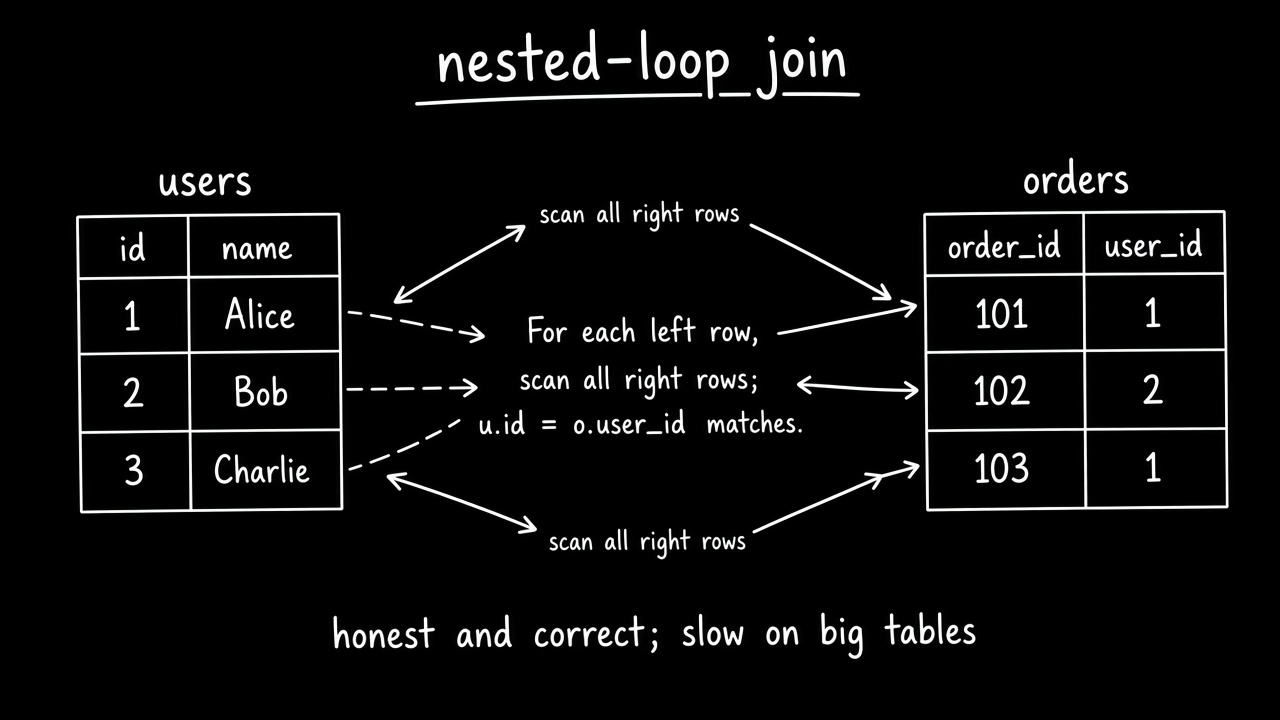 nested-loop join
users
id name
1 Alice
2 Bob
3 Charlie
scan all right rows
For each left row,
scan all right rows;
u.id = o.user_id matches.
scan all right rows
orders
order_id user_id
101 1
102 2
103 1
honest and correct; slow on big tables